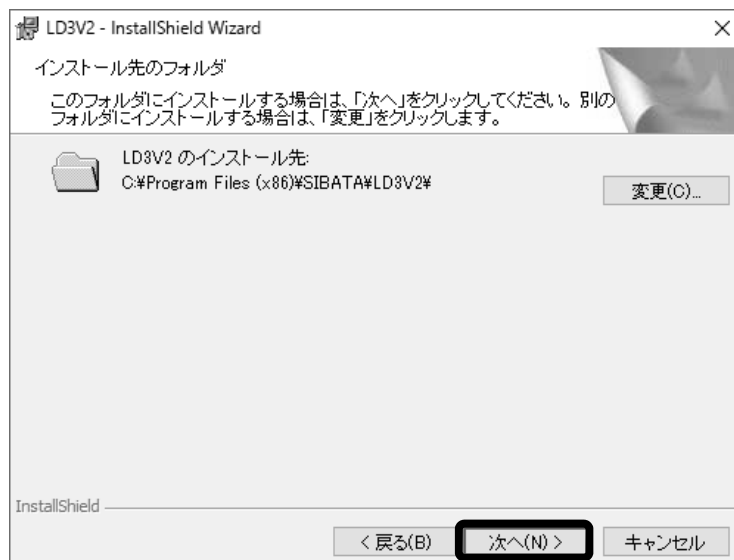 LD3V2 - InstallShield Wizard
インストール先のフォルダ
このフォルダにインストールする場合は、「次へ」をクリックしてください。別の
フォルダにインストールする場合は、「変更」をクリックします。
LD3V2 のインストール先:
C:¥Program Files (x86)¥SIBATA¥LD3V2¥
変更(C)...
InstallShield
< 戻る(B)
次へ(N) >
キャンセル